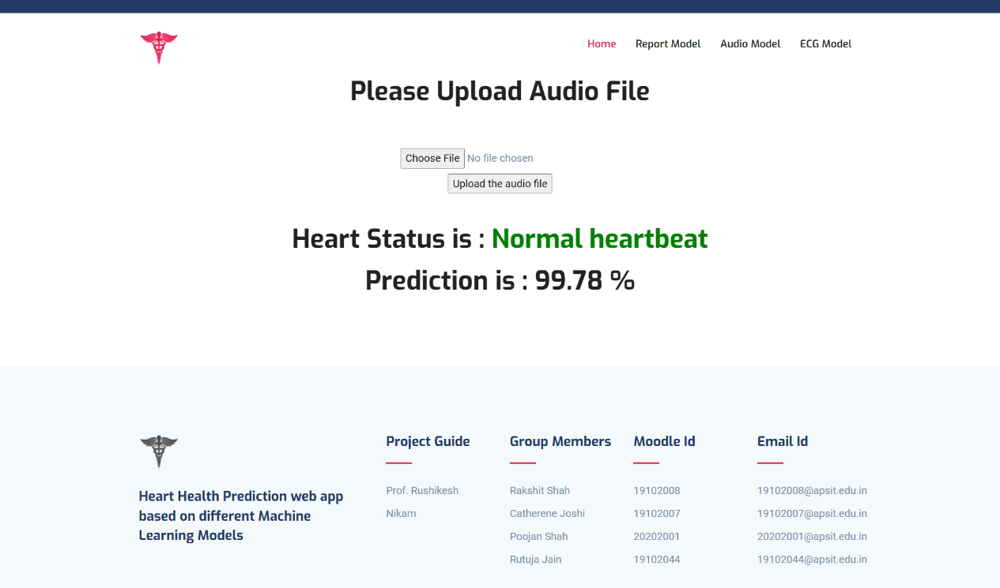 Home Report Model Audio Model ECG Model
Please Upload Audio File
Choose File No file chosen
Upload the audio file
Heart Status is : Normal heartbeat
Prediction is : 99.78 %
Heart Health Prediction web app
based on different Machine
Learning Models
Project Guide
Prof. Rushikesh
Nikam
Group Members
Rakshit Shah
Catherene Joshi
Poojan Shah
Rutuja Jain
Moodle Id
19102008
19102007
20202001
19102044
Email Id
19102008@apsit.edu.in
19102007@apsit.edu.in
20202001@apsit.edu.in
19102044@apsit.edu.in